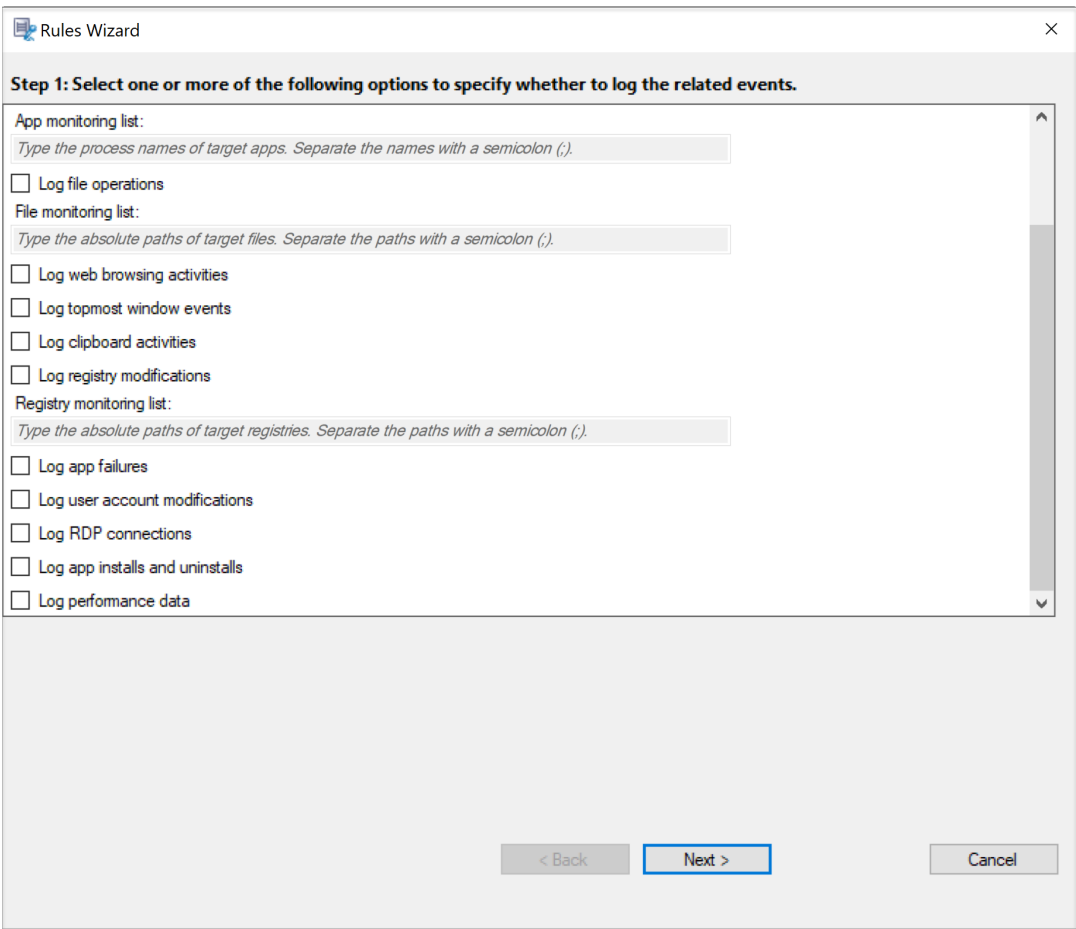 Rules Wizard
Step 1: Select one or more of the following options to specify whether to log the related events.
App monitoring list:
Type the process names of target apps. Separate the names with a semicolon (;).
Log file operations
File monitoring list:
Type the absolute paths of target files. Separate the paths with a semicolon (;).
Log web browsing activities
Log topmost window events
Log clipboard activities
Log registry modifications
Registry monitoring list:
Type the absolute paths of target registries. Separate the paths with a semicolon (;).
Log app failures
Log user account modifications
Log RDP connections
Log app installs and uninstalls
Log performance data
< Back
Next >
Cancel